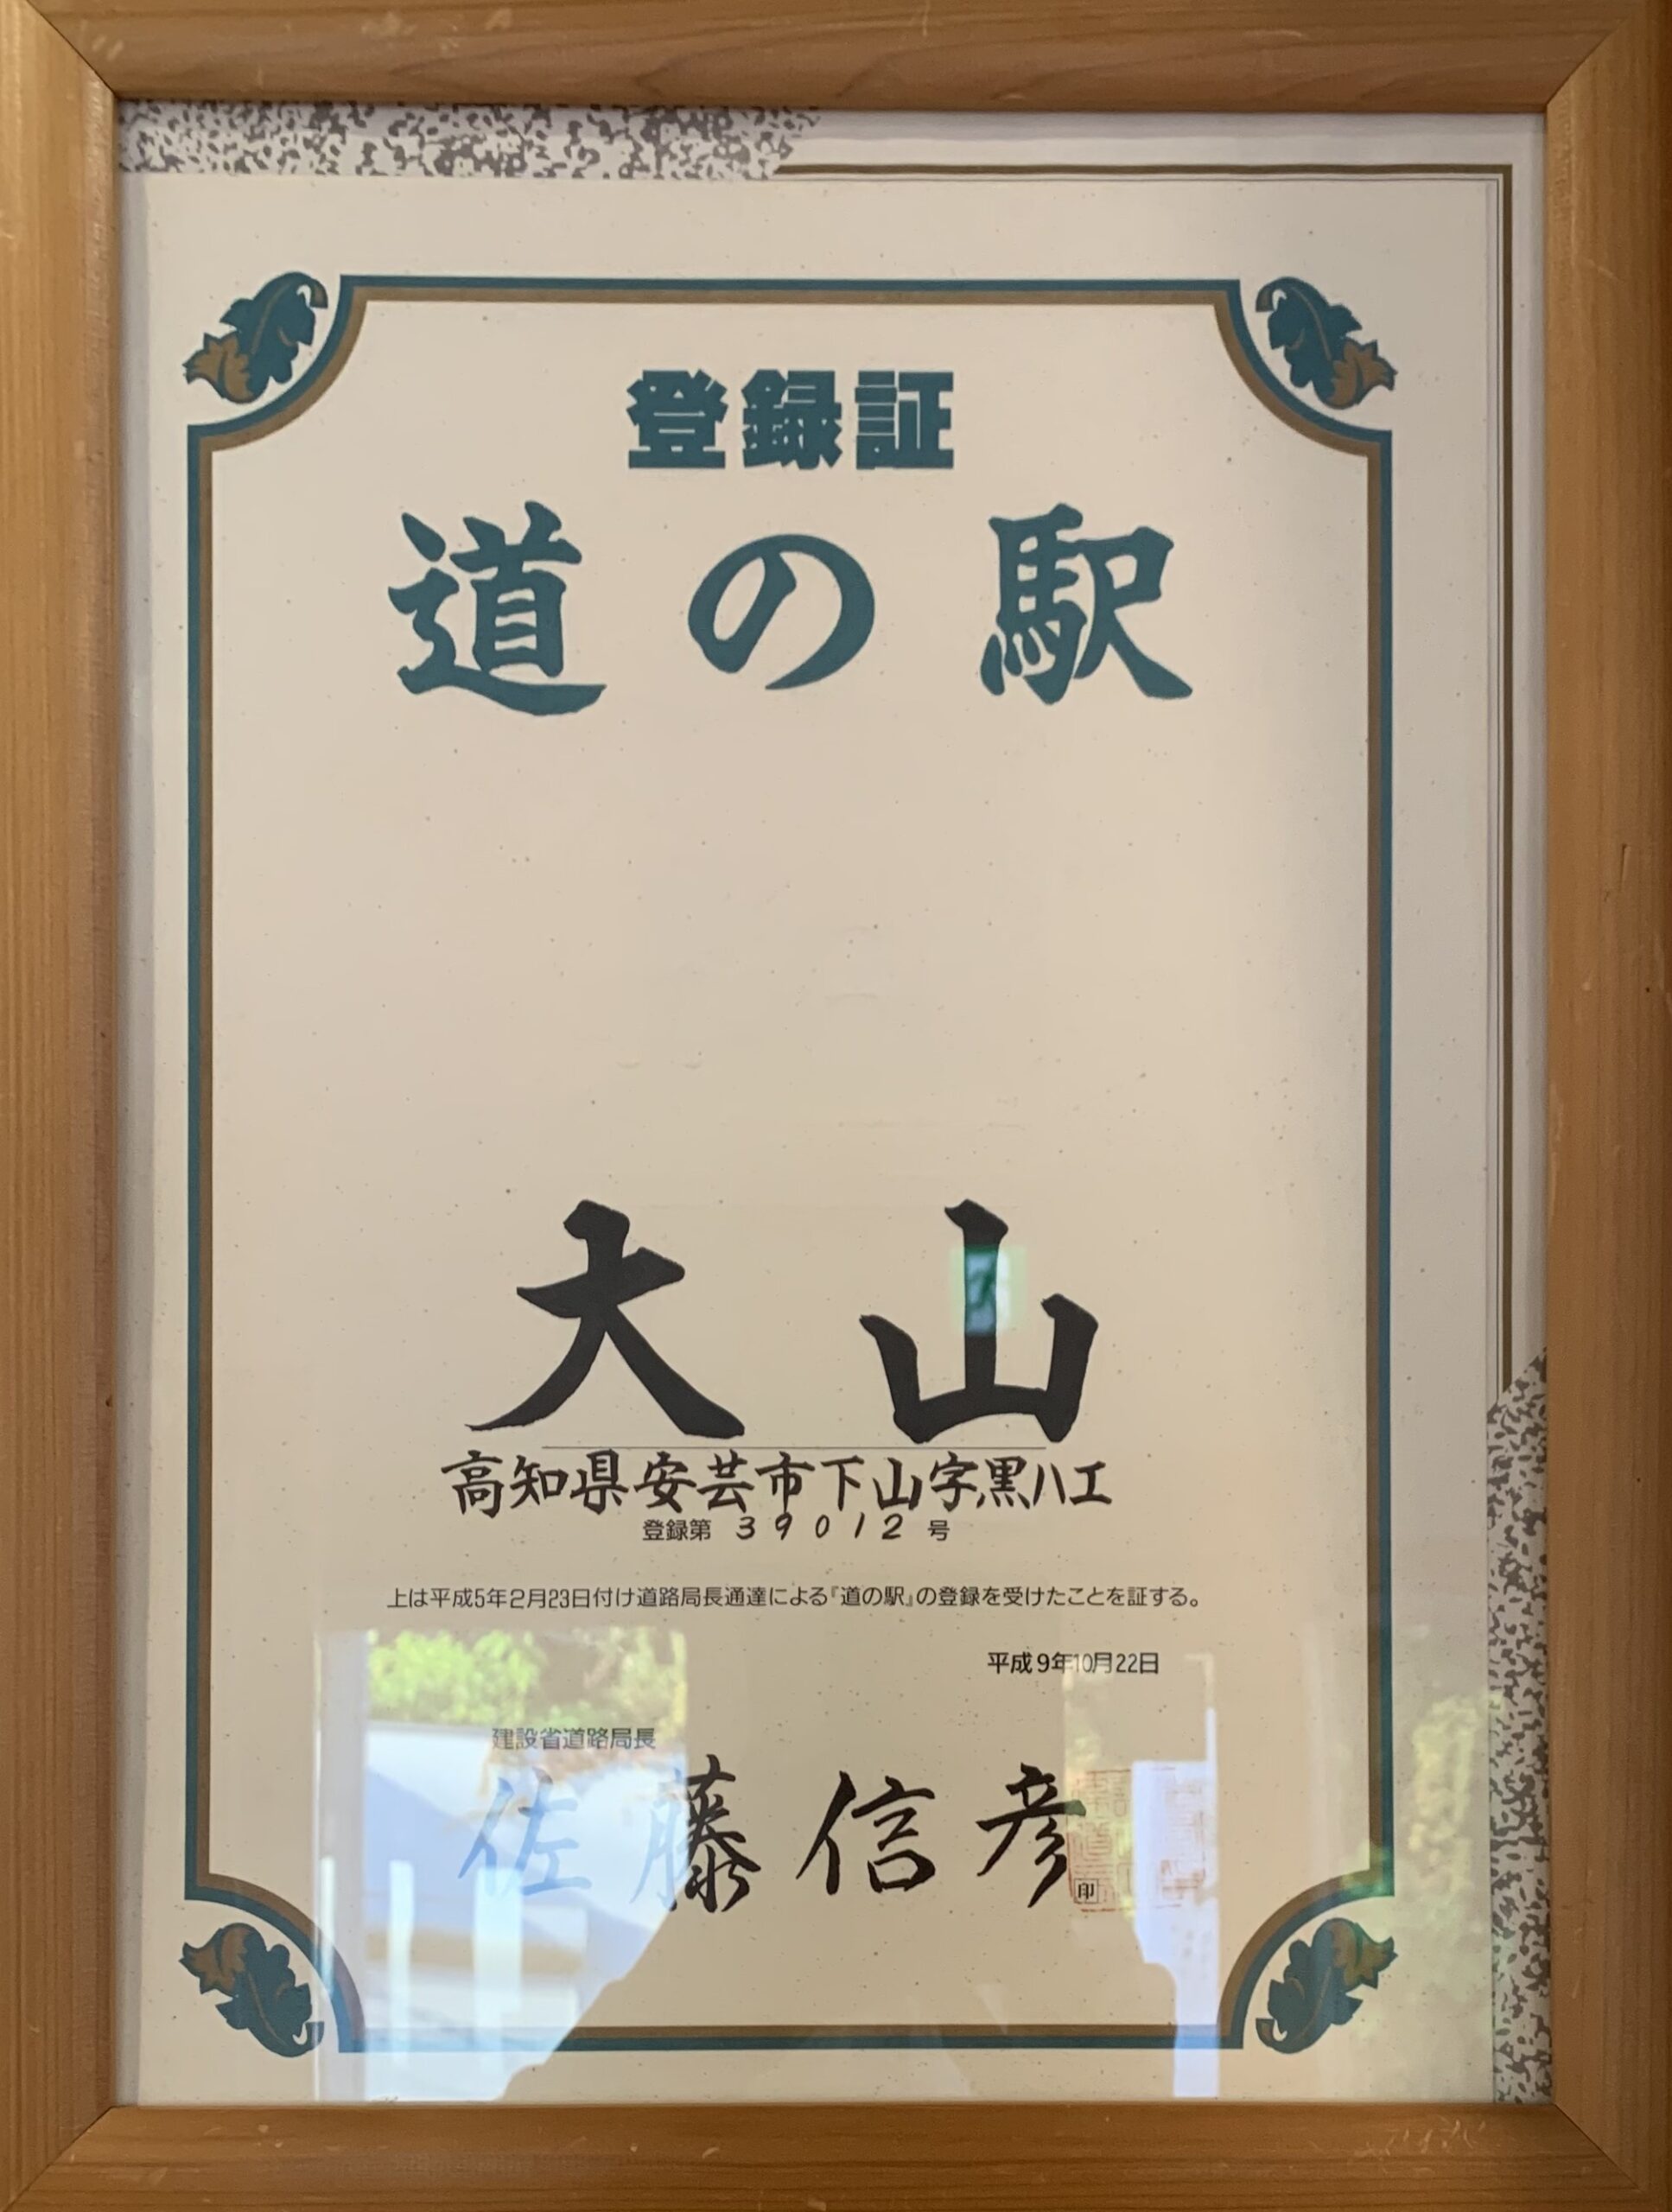 登録証
道の駅
大山
高知県安芸市下山字黒ハエ
登録第 39012 号
上は平成5年2月23日付け道路局長通達による『道の駅』の登録を受けたことを証する。
平成9年10月22日
建設省道路局長
佐藤信彦
印